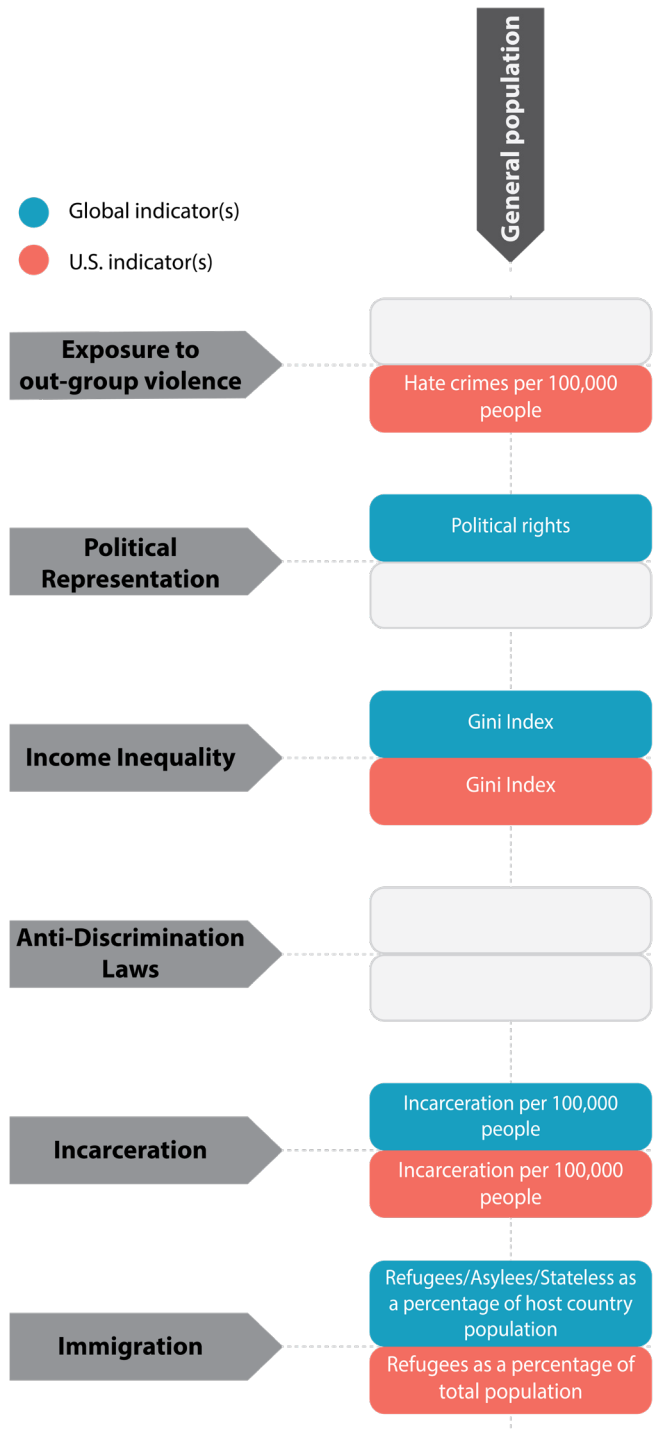 General population
Global indicator(s)
U.S. indicator(s)
Exposure to
out-group violence
Hate crimes per 100,000
people
Political
Representation
Political rights
Income Inequality
Gini Index
Gini Index
Anti-Discrimination
Laws
Incarceration
Incarceration per 100,000
people
Incarceration per 100,000
people
Immigration
Refugees/Asylees/Stateless as
a percentage of host country
population
Refugees as a percentage of
total population